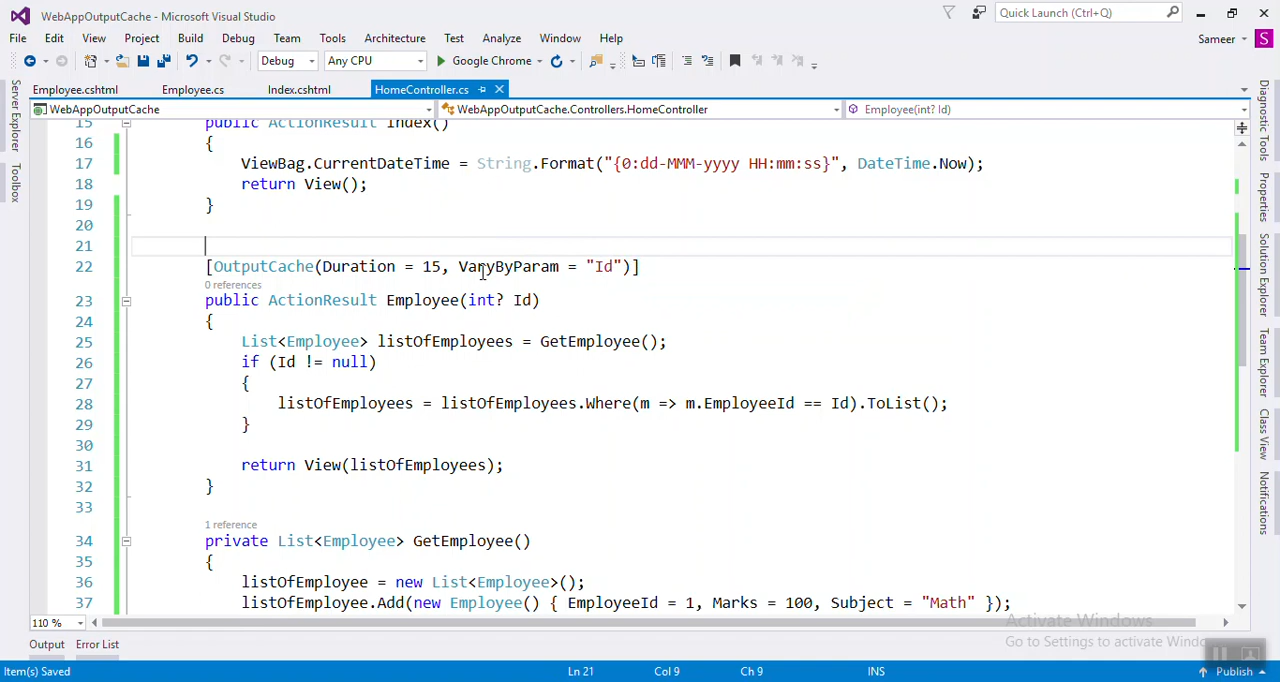 WebAppOutputCache - Microsoft Visual Studio
Quick Launch (Ctrl+Q)
File Edit View Project Build Debug Team Tools Architecture Test Analyze Window Help
Sameer S
Debug Any CPU Google Chrome
Employee.cshtml Employee.cs Index.cshtml HomeController.cs
WebAppOutputCache WebAppOutputCache.Controllers.HomeController Employee(int? Id)
Server Explorer
Toolbox
15 public ActionResult Index()
16 {
17 ViewBag.CurrentDateTime = String.Format("{0:dd-MMM-yyyy HH:mm:ss}", DateTime.Now);
18 return View();
19 }
20
21
22 [OutputCache(Duration = 15, VaryByParam = "Id")]
0 references
23 public ActionResult Employee(int? Id)
24 {
25 List<Employee> listOfEmployees = GetEmployee();
26 if (Id != null)
27 {
28 listOfEmployees = listOfEmployees.Where(m => m.EmployeeId == Id).ToList();
29 }
30
31 return View(listOfEmployees);
32 }
33
1 reference
34 private List<Employee> GetEmployee()
35 {
36 listOfEmployee = new List<Employee>();
37 listOfEmployee.Add(new Employee() { EmployeeId = 1, Marks = 100, Subject = "Math" });
Diagnostic Tools
Properties
Solution Explorer
Team Explorer
Class View
Notifications
110 %
Activate Windows
Go to Settings to activate Windo
Output Error List
Item(s) Saved Ln 21 Col 9 Ch 9 INS Publish